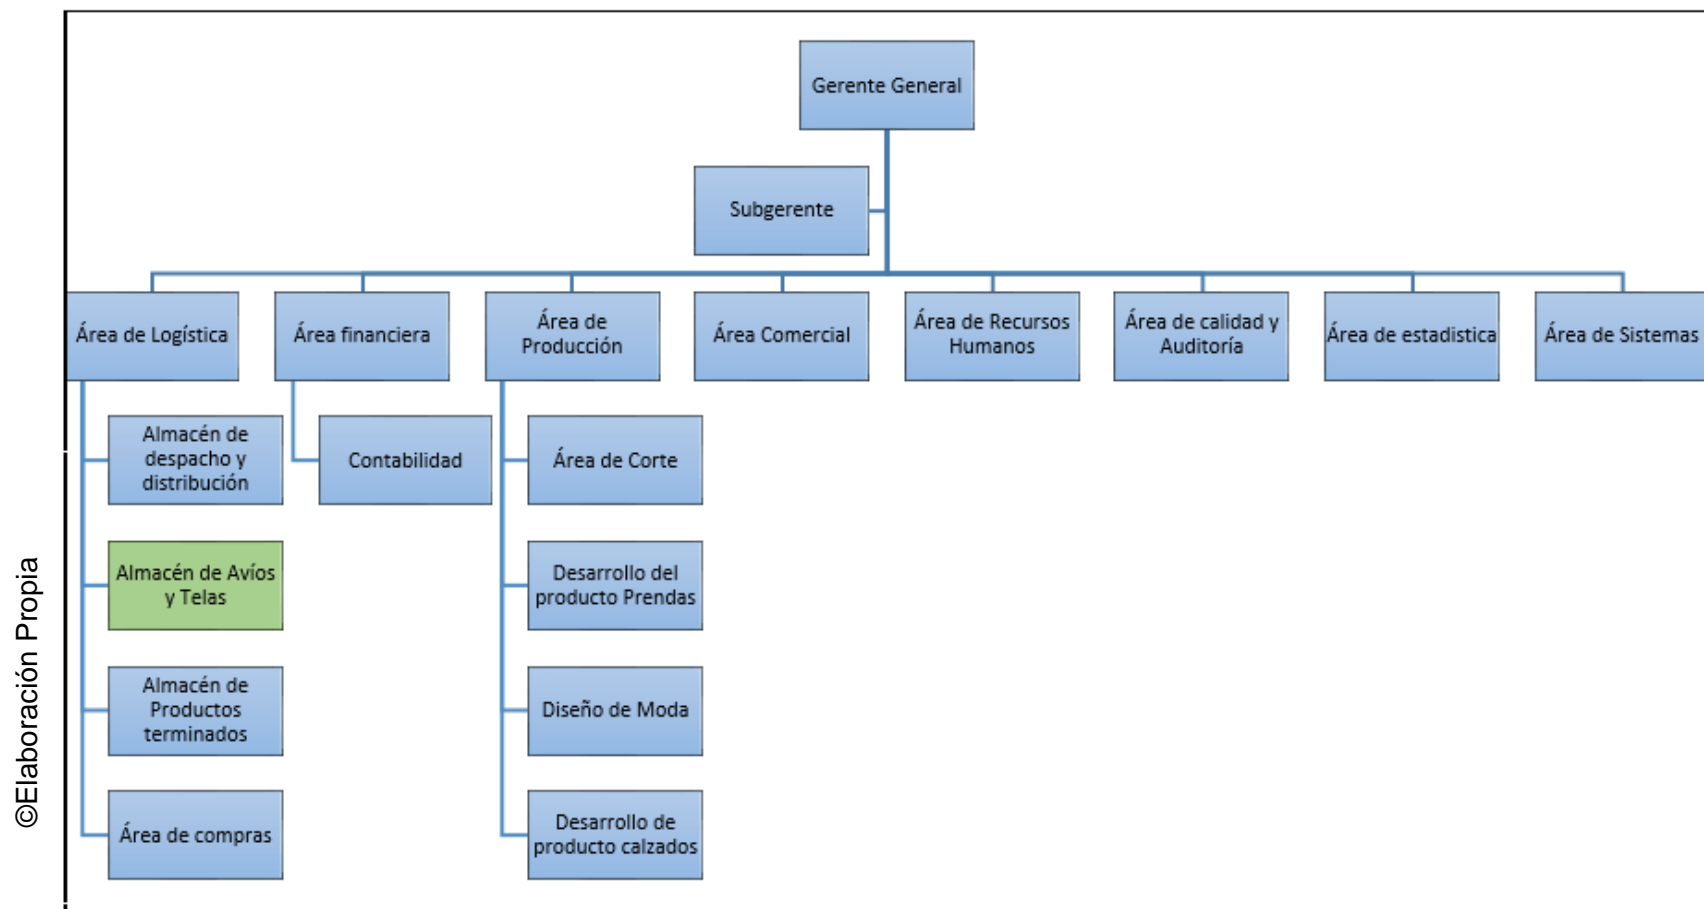 Gerente General
Subgerente
Área de Logística
Área financiera
Área de
Producción
Área Comercial
Área de Recursos
Humanos
Área de calidad y
Auditoría
Área de estadistica
Área de Sistemas
Almacén de
despacho y
distribución
Almacén de Avíos
y Telas
Almacén de
Productos
terminados
Área de compras
Contabilidad
Área de Corte
Desarrollo del
producto Prendas
Diseño de Moda
Desarrollo de
producto calzados
©Elaboración Propia